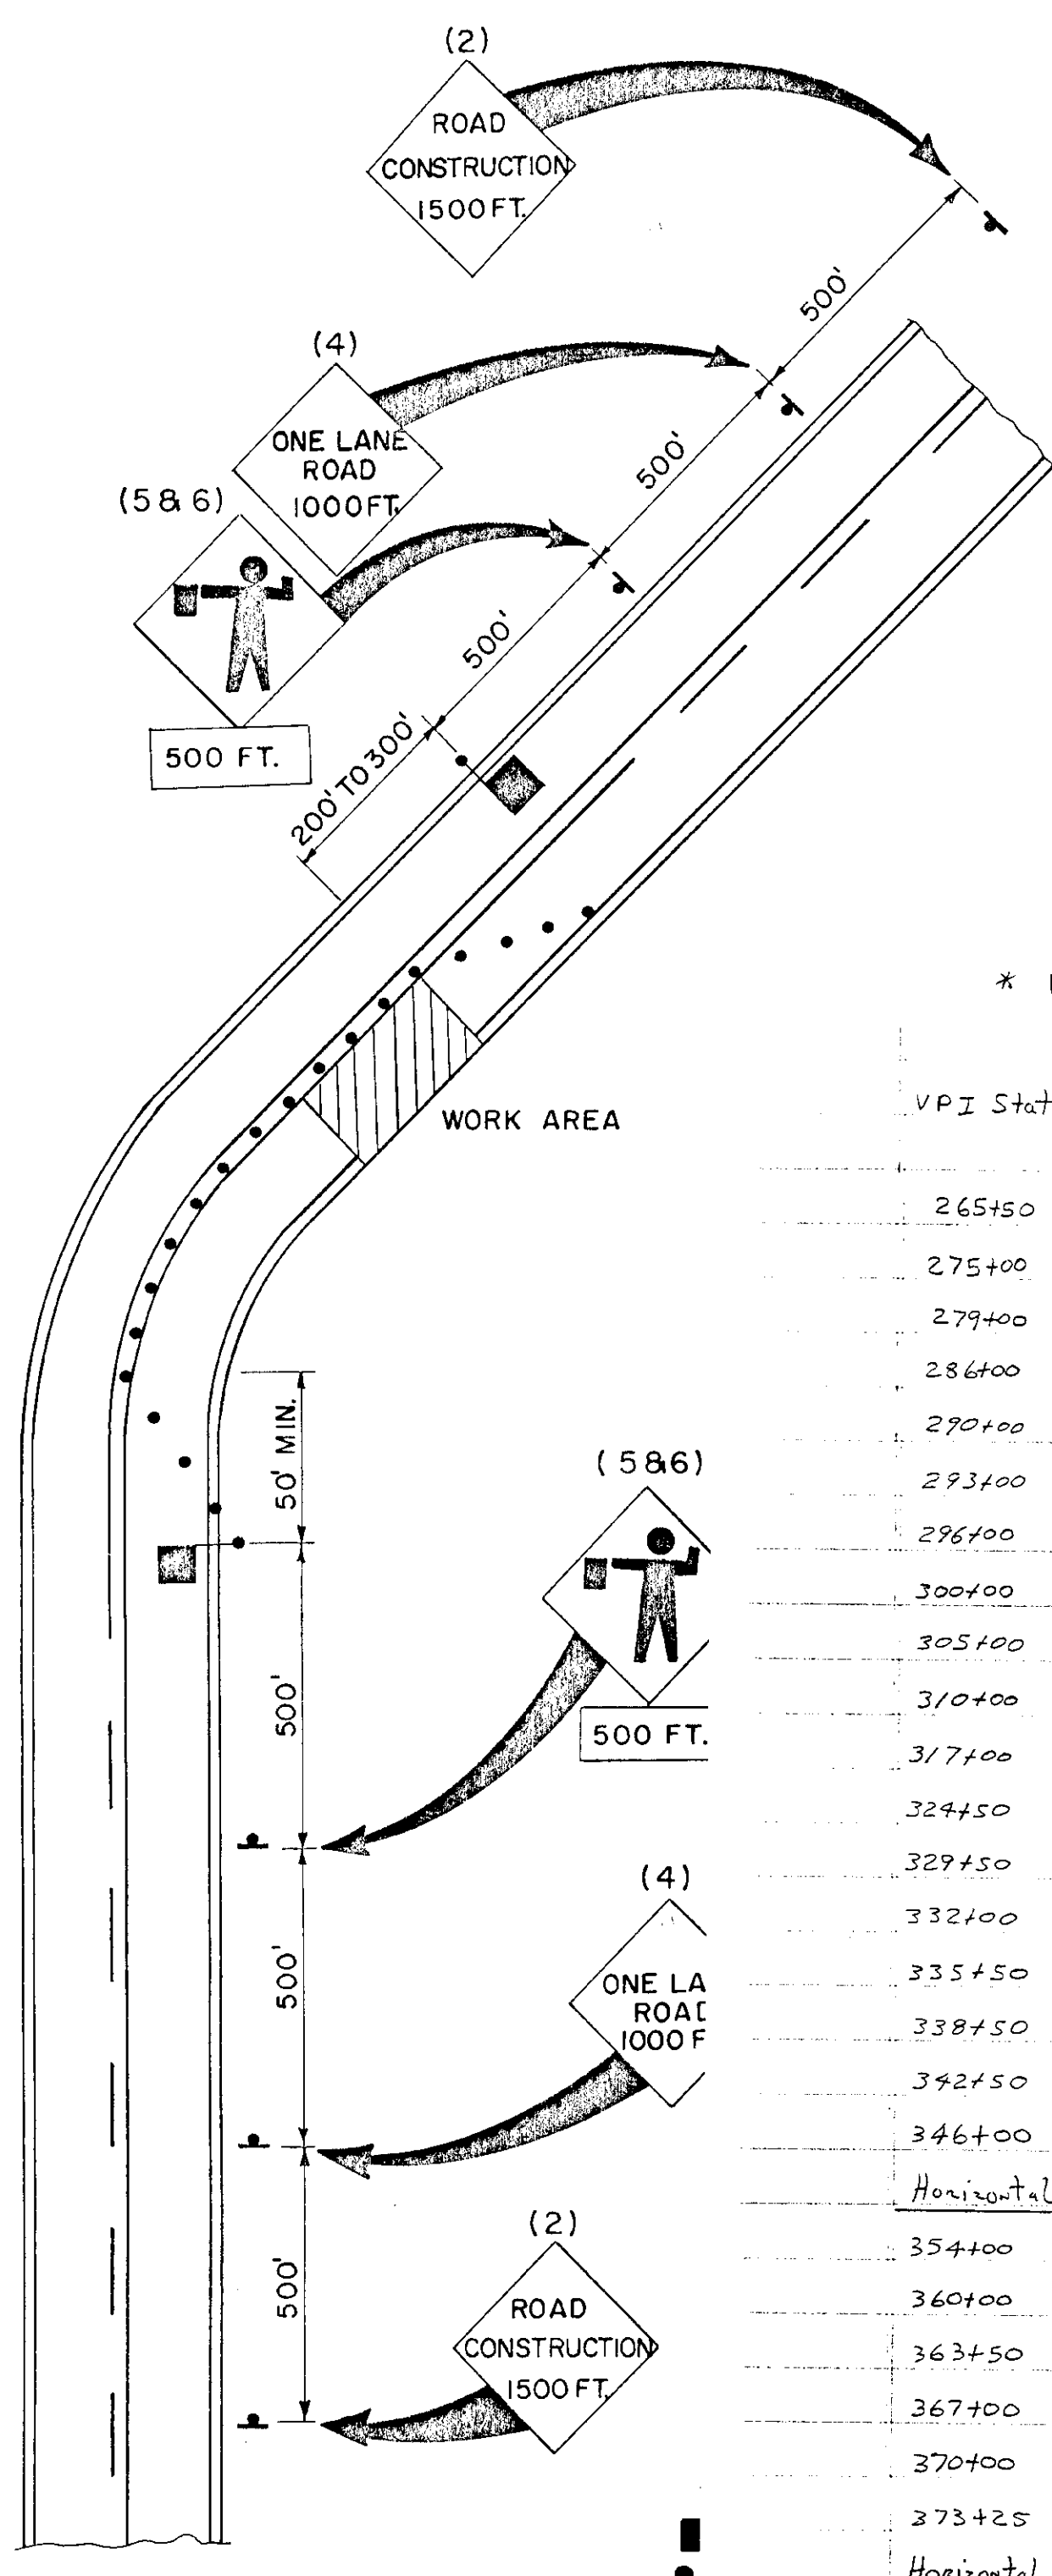 (2)
ROAD
CONSTRUCTION
1500 FT.
500'
(4)
ONE LANE
ROAD
1000 FT.
500'
(5 & 6)
500 FT.
500'
200' TO 300'
WORK AREA
50' MIN.
(5 & 6)
500 FT.
500'
(4)
ONE LA
ROAD
1000 F
500'
(2)
ROAD
CONSTRUCTION
1500 FT.
500'
*
VPI Stat
265+50
275+00
279+00
286+00
290+00
293+00
296+00
300+00
305+00
310+00
317+00
324+50
329+50
332+00
335+50
338+50
342+50
346+00
Horizontal
354+00
360+00
363+50
367+00
370+00
373+25
Horizontal